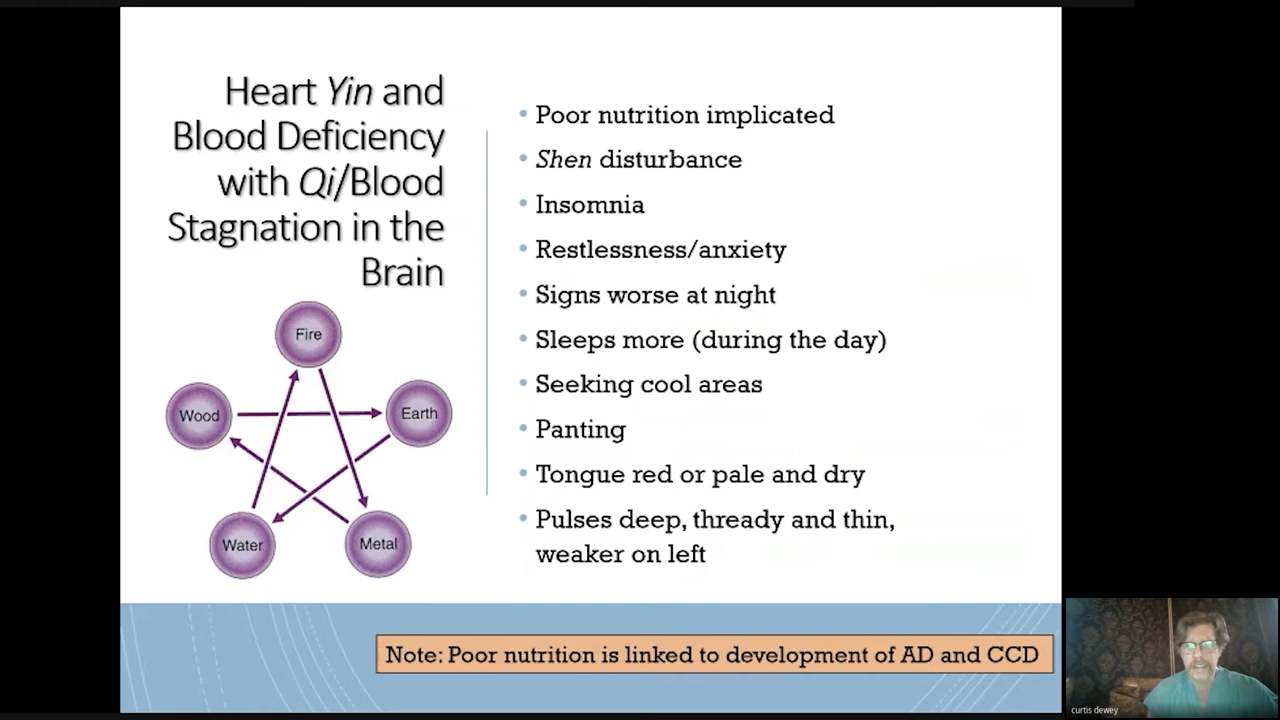 Heart Yin and
Blood Deficiency
with Qi/Blood
Stagnation in the
Brain
Fire
Wood
Earth
Water
Metal
• Poor nutrition implicated
• Shen disturbance
• Insomnia
• Restlessness/anxiety
• Signs worse at night
• Sleeps more (during the day)
• Seeking cool areas
• Panting
• Tongue red or pale and dry
• Pulses deep, thready and thin,
weaker on left
Note: Poor nutrition is linked to development of AD and CCD
curtis dewey